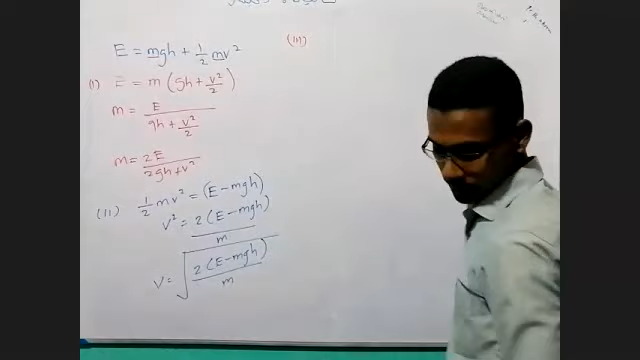 E = mgh + 1/2 mv²
(I) E = m (gh + v²/2)
m = E / (gh + v²/2)
m = 2E / (2gh + v²)
(II) 1/2 mv² = (E - mgh)
v² = 2(E - mgh) / m
v = √(2(E - mgh) / m)
(III)